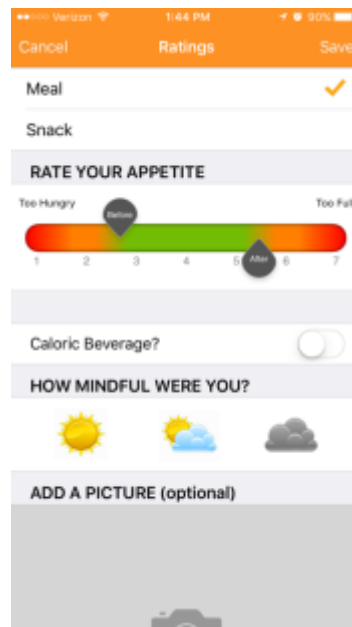 Verizon 1:44 PM 90%
Cancel Ratings Save
Meal
Snack
RATE YOUR APPETITE
Too Hungry Too Full
Before
1 2 3 4 5 6 7
After
Caloric Beverage?
HOW MINDFUL WERE YOU?
ADD A PICTURE (optional)